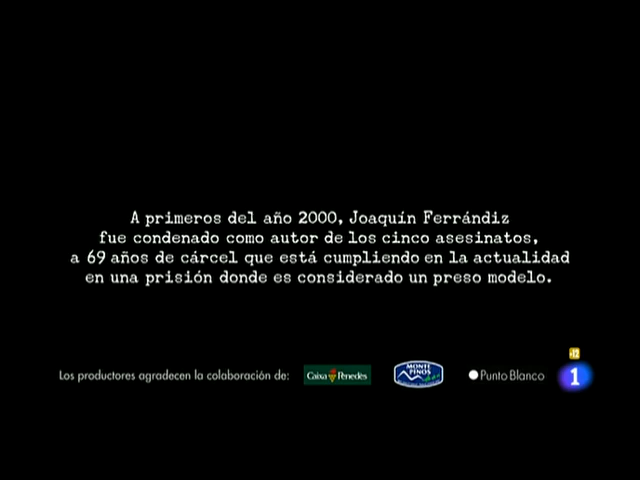 A primeros del año 2000, Joaquín Ferrándiz
fue condenado como autor de los cinco asesinatos,
a 69 años de cárcel que está cumpliendo en la actualidad
en una prisión donde es considerado un preso modelo.
Los productores agradecen la colaboración de:
Caixa Penedès
MONTE
PINOS
Punto Blanco
+12
1